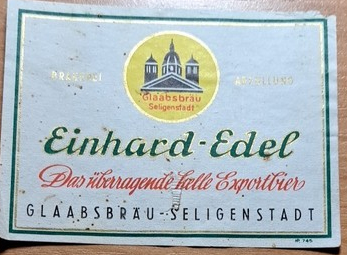 BRAUEREI ABFÜLLUNG
Glaabsbräu
Seligenstadt
Einhard-Edel
Das überragende helle Exportbier
GLAABSBRÄU-SELIGENSTADT